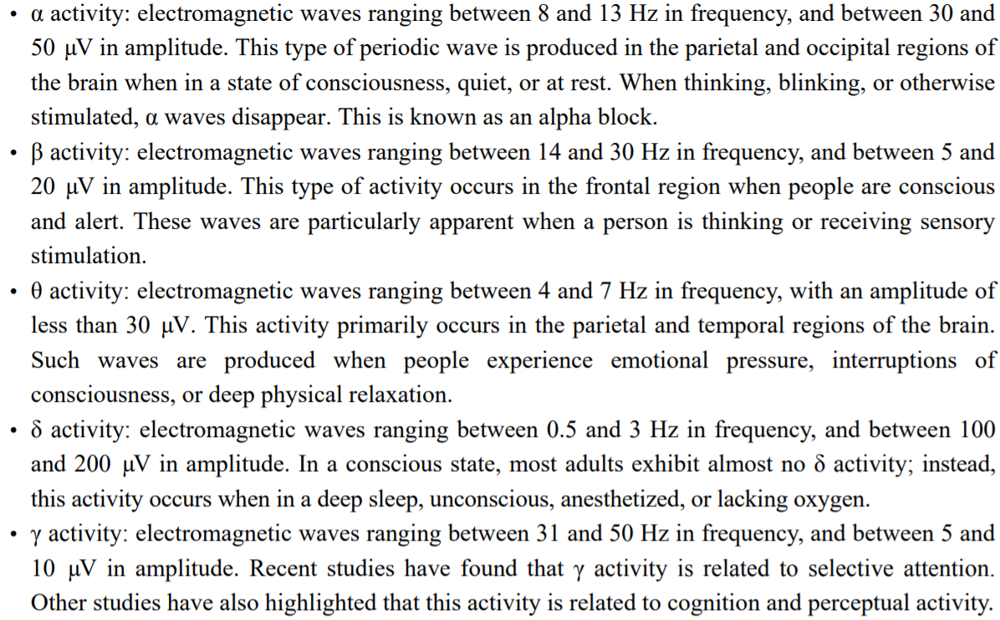 • α activity: electromagnetic waves ranging between 8 and 13 Hz in frequency, and between 30 and
50 μV in amplitude. This type of periodic wave is produced in the parietal and occipital regions of
the brain when in a state of consciousness, quiet, or at rest. When thinking, blinking, or otherwise
stimulated, α waves disappear. This is known as an alpha block.
• β activity: electromagnetic waves ranging between 14 and 30 Hz in frequency, and between 5 and
20 μV in amplitude. This type of activity occurs in the frontal region when people are conscious
and alert. These waves are particularly apparent when a person is thinking or receiving sensory
stimulation.
• θ activity: electromagnetic waves ranging between 4 and 7 Hz in frequency, with an amplitude of
less than 30 μV. This activity primarily occurs in the parietal and temporal regions of the brain.
Such waves are produced when people experience emotional pressure, interruptions of
consciousness, or deep physical relaxation.
• δ activity: electromagnetic waves ranging between 0.5 and 3 Hz in frequency, and between 100
and 200 μV in amplitude. In a conscious state, most adults exhibit almost no δ activity; instead,
this activity occurs when in a deep sleep, unconscious, anesthetized, or lacking oxygen.
• γ activity: electromagnetic waves ranging between 31 and 50 Hz in frequency, and between 5 and
10 μV in amplitude. Recent studies have found that γ activity is related to selective attention.
Other studies have also highlighted that this activity is related to cognition and perceptual activity.